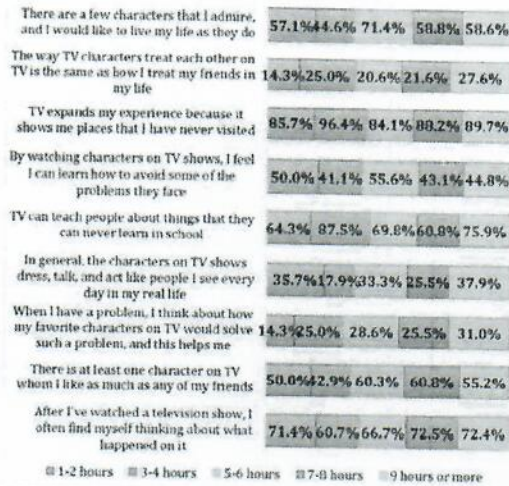 There are a few characters that I admire,
and I would like to live my life as they do
57.1% 44.6% 71.4% 58.8% 58.6%
The way TV characters treat each other on
TV is the same as how I treat my friends in
my life
14.3% 25.0% 20.6% 21.6% 27.6%
TV expands my experience because it
shows me places that I have never visited
85.7% 96.4% 84.1% 88.2% 89.7%
By watching characters on TV shows, I feel
I can learn how to avoid some of the
problems they face
50.0% 41.1% 55.6% 43.1% 44.8%
TV can teach people about things that they
can never learn in school
64.3% 87.5% 69.8% 60.8% 75.9%
In general, the characters on TV shows
dress, talk, and act like people I see every
day in my real life
35.7% 17.9% 33.3% 25.5% 37.9%
When I have a problem, I think about how
my favorite characters on TV would solve
such a problem, and this helps me
14.3% 25.0% 28.6% 25.5% 31.0%
There is at least one character on TV
whom I like as much as any of my friends
50.0% 42.9% 60.3% 60.8% 55.2%
After I've watched a television show, I
often find myself thinking about what
happened on it
71.4% 60.7% 66.7% 72.5% 72.4%
1-2 hours 3-4 hours 5-6 hours 7-8 hours 9 hours or more